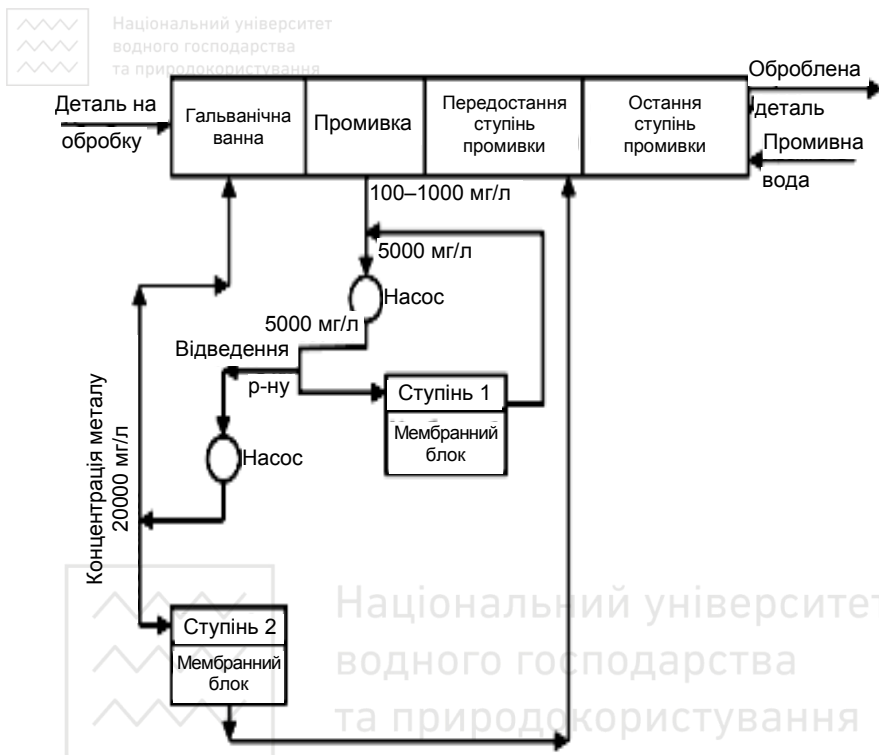 Національний університет
водного господарства
та природокористування
Деталь на
обробку
Гальванічна
ванна
Промивка
Передостання
ступінь
промивки
Остання
ступінь
промивки
Оброблена
деталь
Промивна
вода
100–1000 мг/л
5000 мг/л
Насос
5000 мг/л
Відведення
р-ну
Ступінь 1
Мембранний
блок
Насос
Концентрація металу
20000 мг/л
Ступінь 2
Мембранний
блок
Національний університет
водного господарства
та природокористування